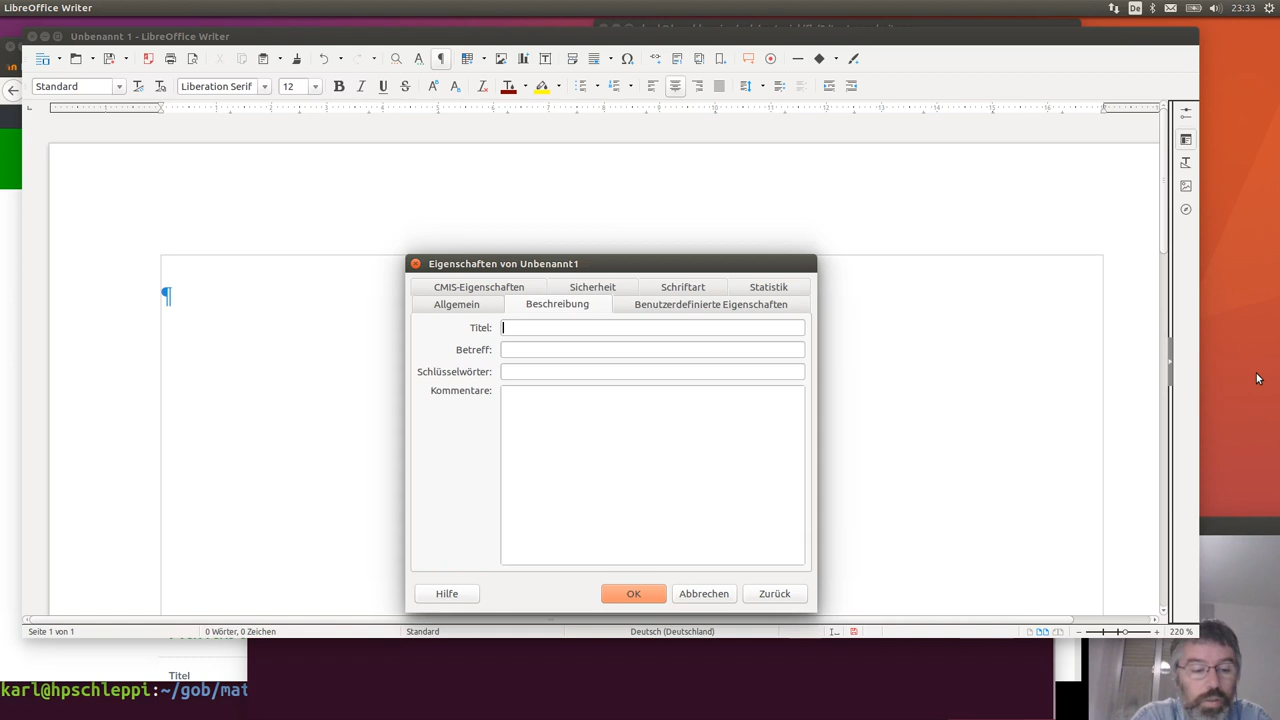 LibreOffice Writer
De
23:33
Unbenannt 1 - LibreOffice Writer
Standard
Liberation Serif
12
Eigenschaften von Unbenannt1
CMIS-Eigenschaften Sicherheit Schriftart Statistik
Allgemein Beschreibung Benutzerdefinierte Eigenschaften
Titel:
Betreff:
Schlüsselwörter:
Kommentare:
Hilfe OK Abbrechen Zurück
Seite 1 von 1 0 Wörter, 0 Zeichen Standard Deutsch (Deutschland) 220 %
Titel
karl@hpschleppi:~/gob/mat